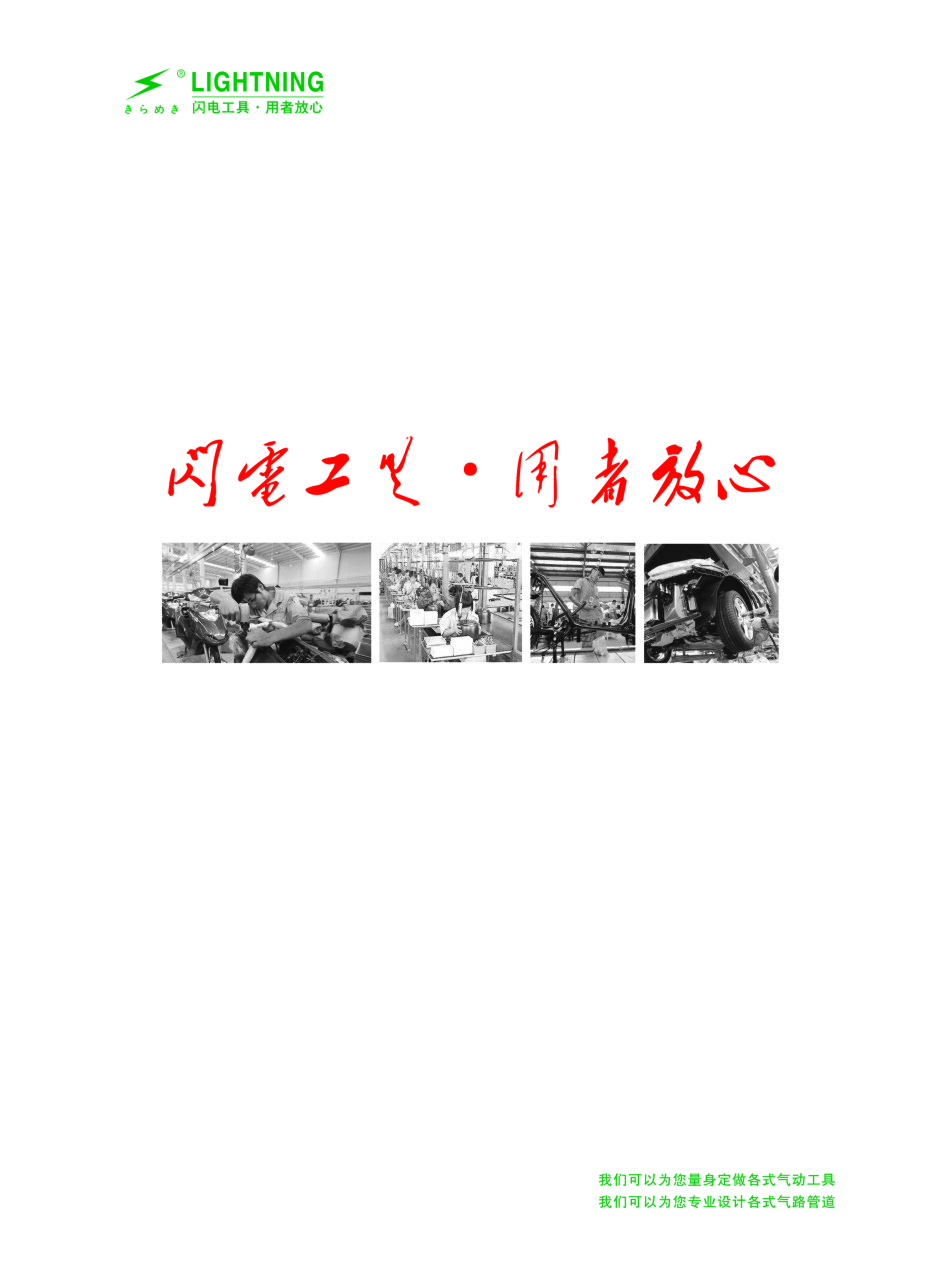 ® LIGHTNING
きらめき 闪电工具·用者放心
闪電工具·用者放心
我们可以为您量身定做各式气动工具
我们可以为您专业设计各式气路管道